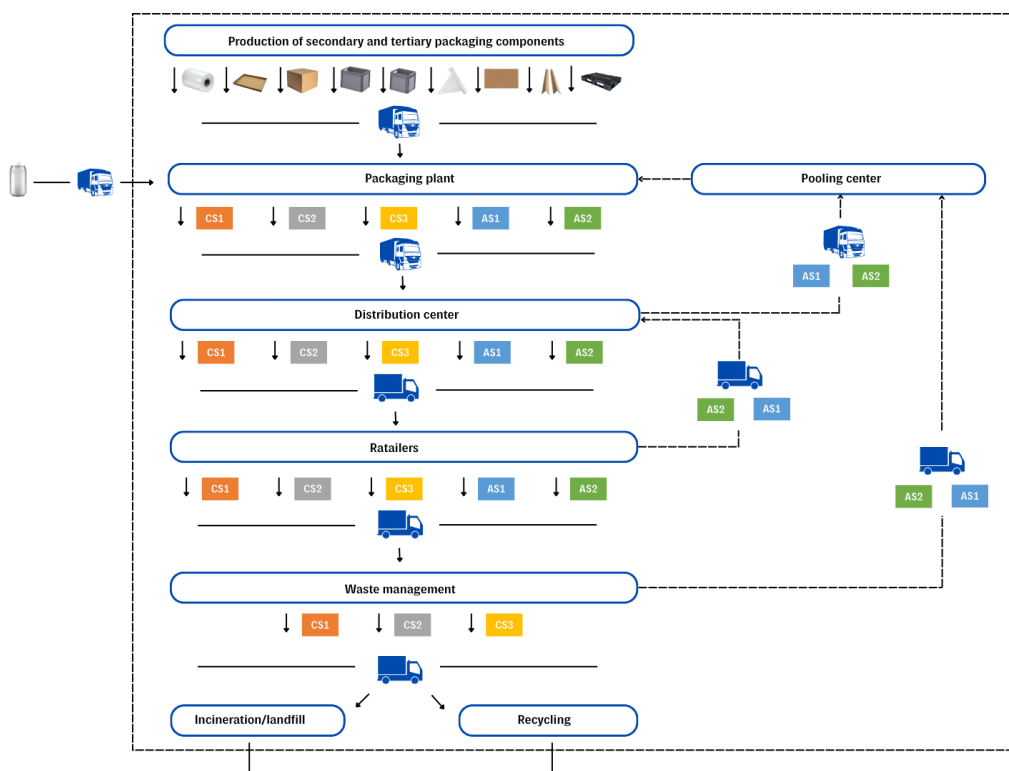 Production of secondary and tertiary packaging components
Packaging plant
Pooling center
CS1 CS2 CS3 AS1 AS2
AS1 AS2
Distribution center
CS1 CS2 CS3 AS1 AS2
AS2 AS1
Ratailers
CS1 CS2 CS3 AS1 AS2
AS2 AS1
Waste management
CS1 CS2 CS3
Incineration/landfill
Recycling